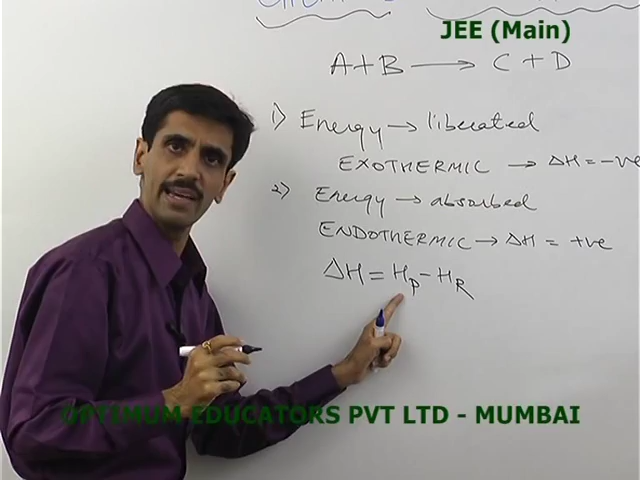 JEE (Main)
A + B → C + D
1) Energy → liberated
EXOTHERMIC → ΔH = -ve
2) Energy → absorbed
ENDOTHERMIC → ΔH = +ve
ΔH = Hp - HR
OPTIMUM EDUCATORS PVT LTD - MUMBAI